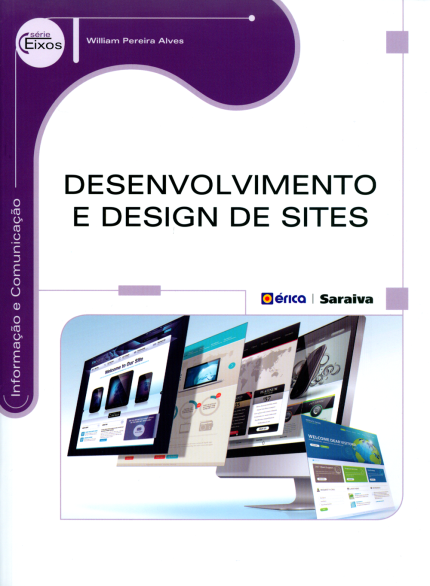 série
Eixos
William Pereira Alves
DESENVOLVIMENTO
E DESIGN DE SITES
Informação e Comunicação
érica | Saraiva
Welcome to Our Site
WELCOME DEAR VISITOR